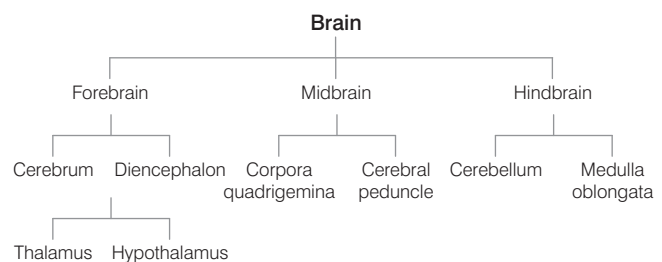 Brain
Forebrain Midbrain Hindbrain
Cerebrum Diencephalon Corpora quadrigemina Cerebral peduncle Cerebellum Medulla oblongata
Thalamus Hypothalamus